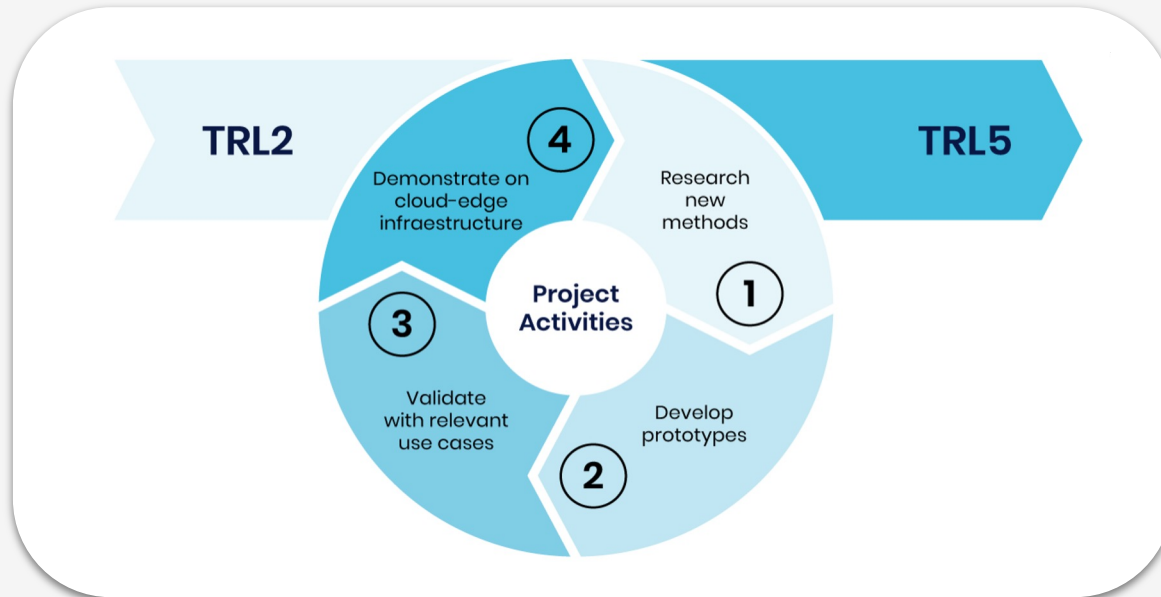 TRL2
TRL5
Project
Activities
1
Research
new
methods
2
Develop
prototypes
3
Validate
with relevant
use cases
4
Demonstrate on
cloud-edge
infraestructure